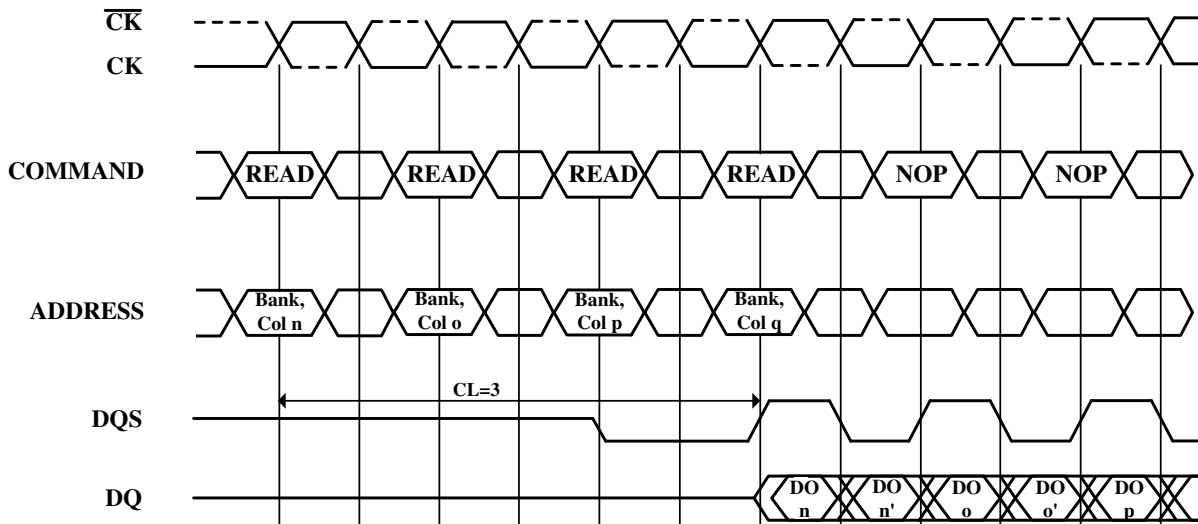 CK
CK
COMMAND
READ
READ
READ
READ
NOP
NOP
ADDRESS
Bank,
Col n
Bank,
Col o
Bank,
Col p
Bank,
Col q
CL=3
DQS
DQ
DO
n
DO
n'
DO
o
DO
o'
DO
p